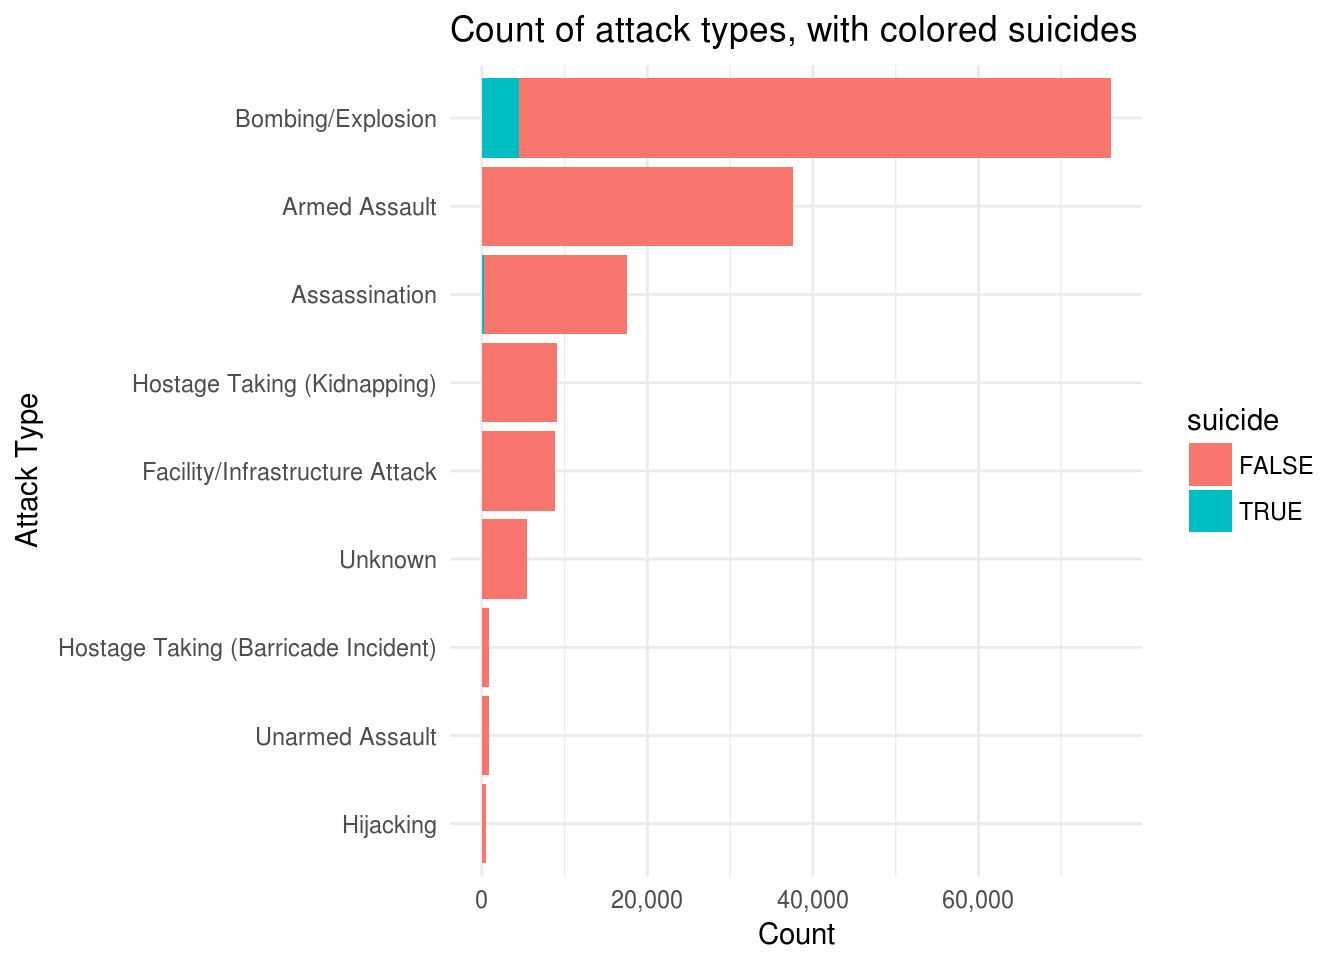 Count of attack types, with colored suicides
Bombing/Explosion
Armed Assault
Assassination
Hostage Taking (Kidnapping)
Facility/Infrastructure Attack
Unknown
Hostage Taking (Barricade Incident)
Unarmed Assault
Hijacking
Attack Type
0 20,000 40,000 60,000
Count
suicide
FALSE
TRUE